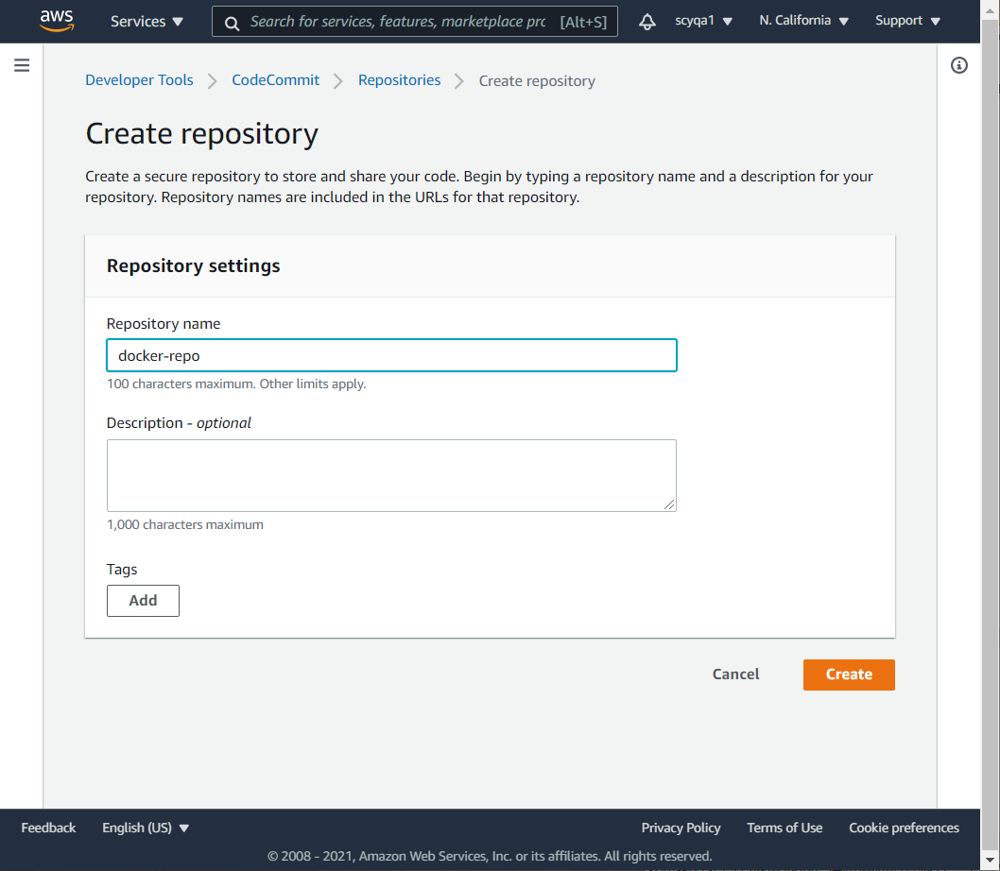 aws Services Search for services, features, marketplace prc [Alt+S] scyqa1 N. California Support
Developer Tools CodeCommit Repositories Create repository
Create repository
Create a secure repository to store and share your code. Begin by typing a repository name and a description for your
repository. Repository names are included in the URLs for that repository.
Repository settings
Repository name
docker-repo
100 characters maximum. Other limits apply.
Description - optional
1,000 characters maximum
Tags
Add
Cancel Create
Feedback English (US) Privacy Policy Terms of Use Cookie preferences
© 2008 - 2021, Amazon Web Services, Inc. or its affiliates. All rights reserved.